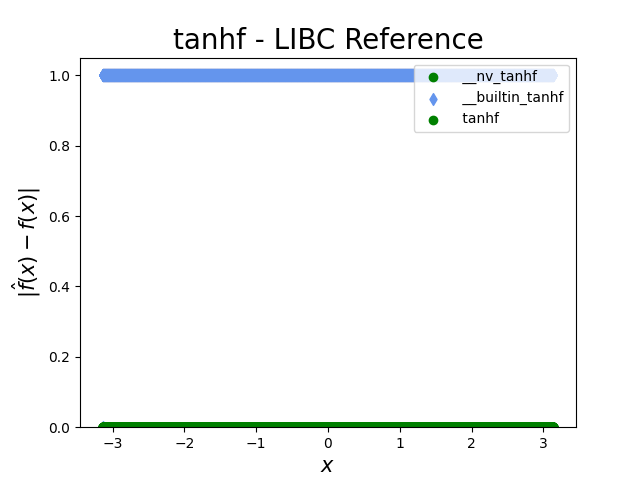 tanhf - LIBC Reference
1.0
0.8
0.6
0.4
0.2
0.0
|f̂(x) − f(x)|
__nv_tanhf
__builtin_tanhf
tanhf
−3
−2
−1
0
1
2
3
x